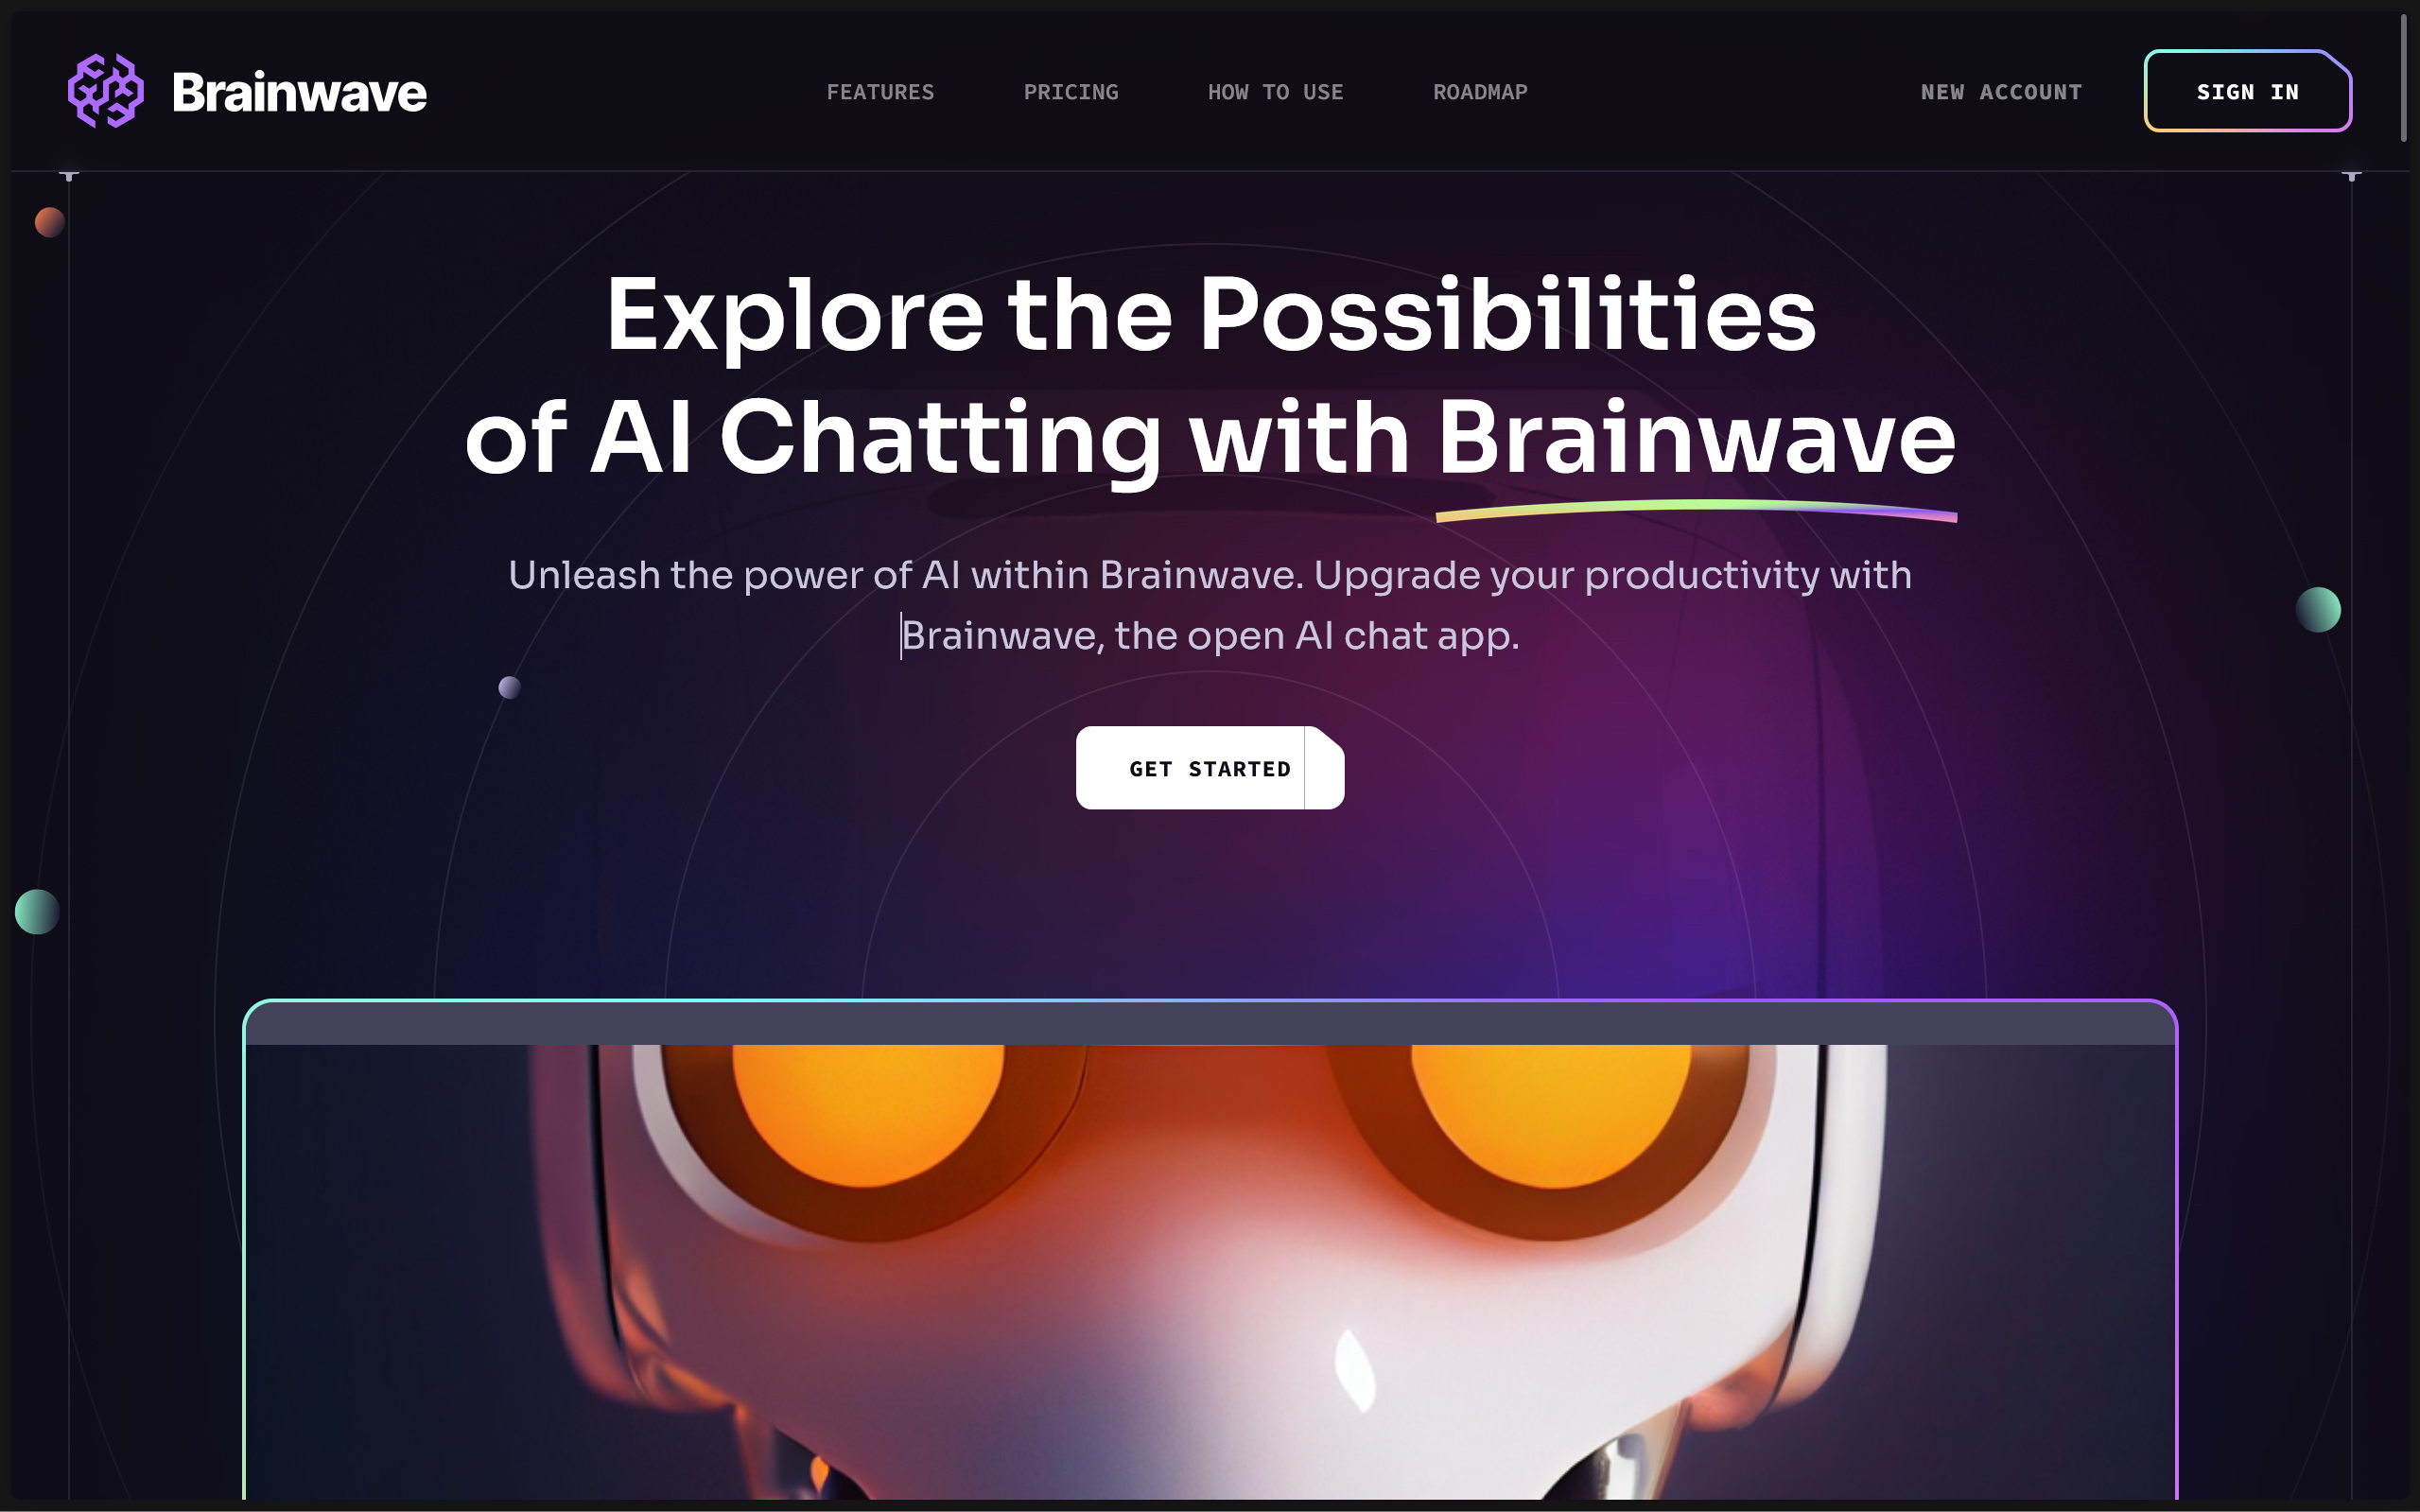 Brainwave
FEATURES PRICING HOW TO USE ROADMAP
NEW ACCOUNT SIGN IN
Explore the Possibilities
of AI Chatting with Brainwave
Unleash the power of AI within Brainwave. Upgrade your productivity with
Brainwave, the open AI chat app.
GET STARTED